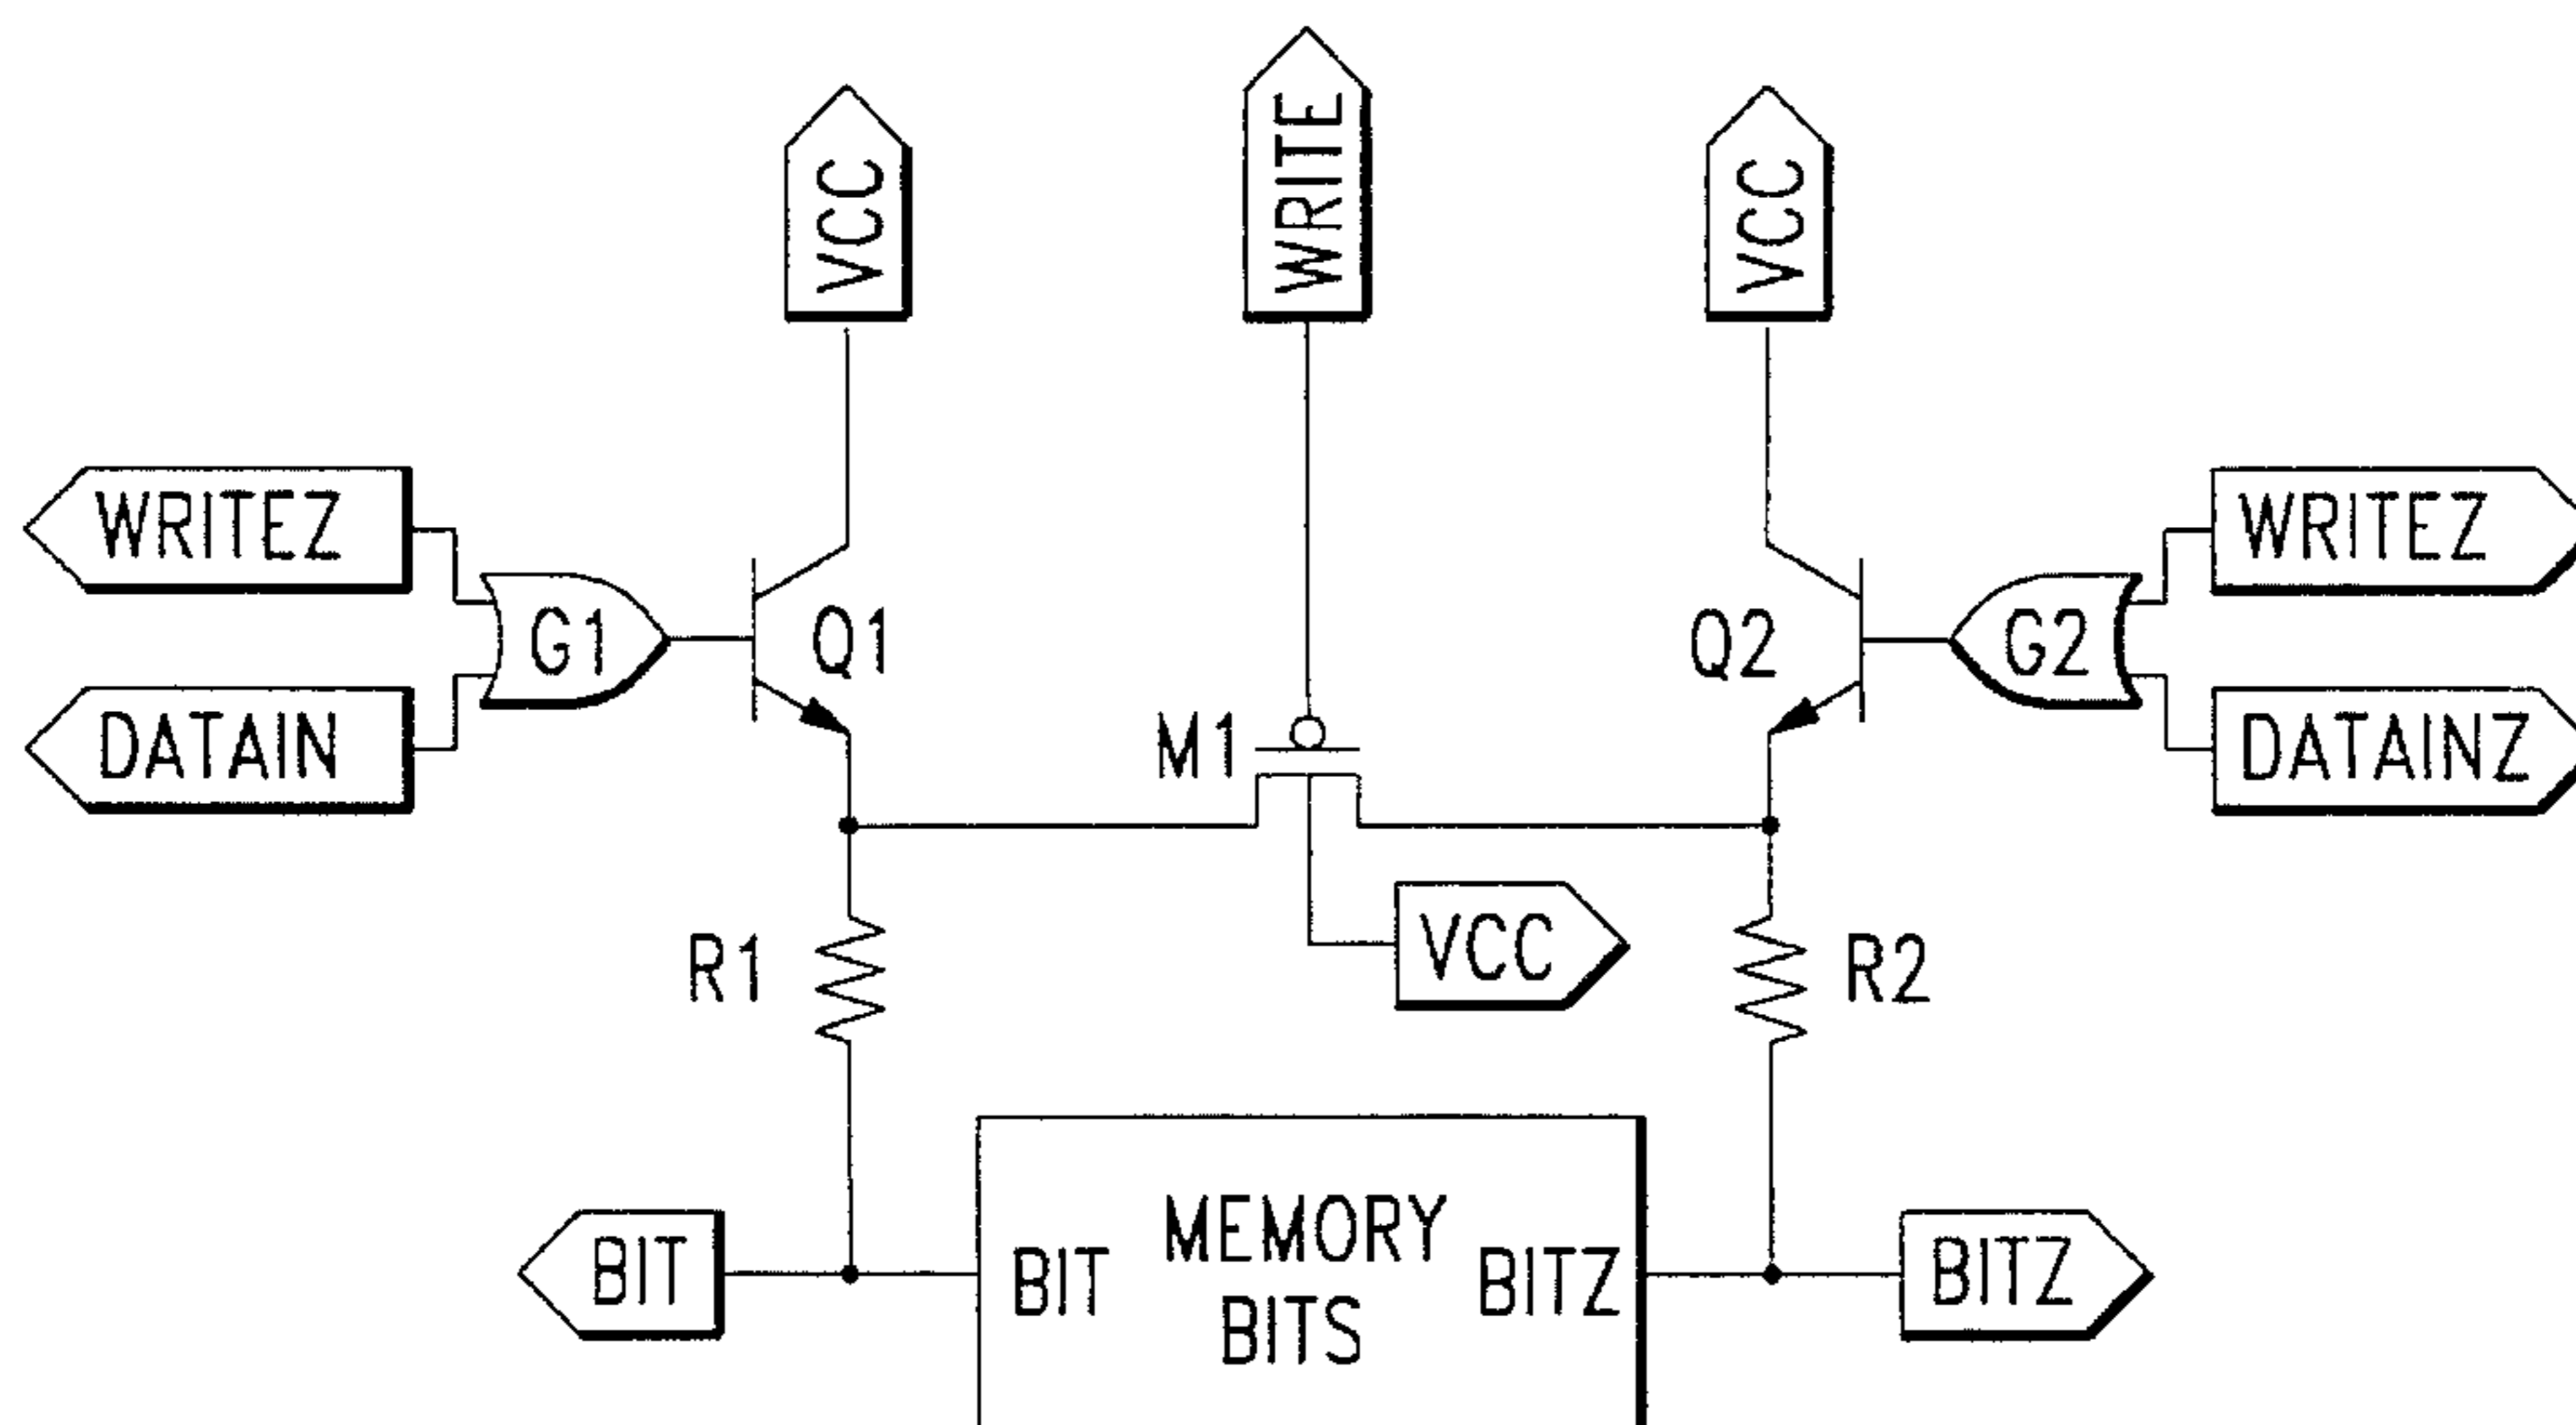 WRITE
VCC
VCC
WRITEZ
WRITEZ
G1
Q1
Q2
G2
DATAIN
M1
DATAINZ
R1
VCC
R2
MEMORY
BIT
BIT
BITZ
BITZ
BITS